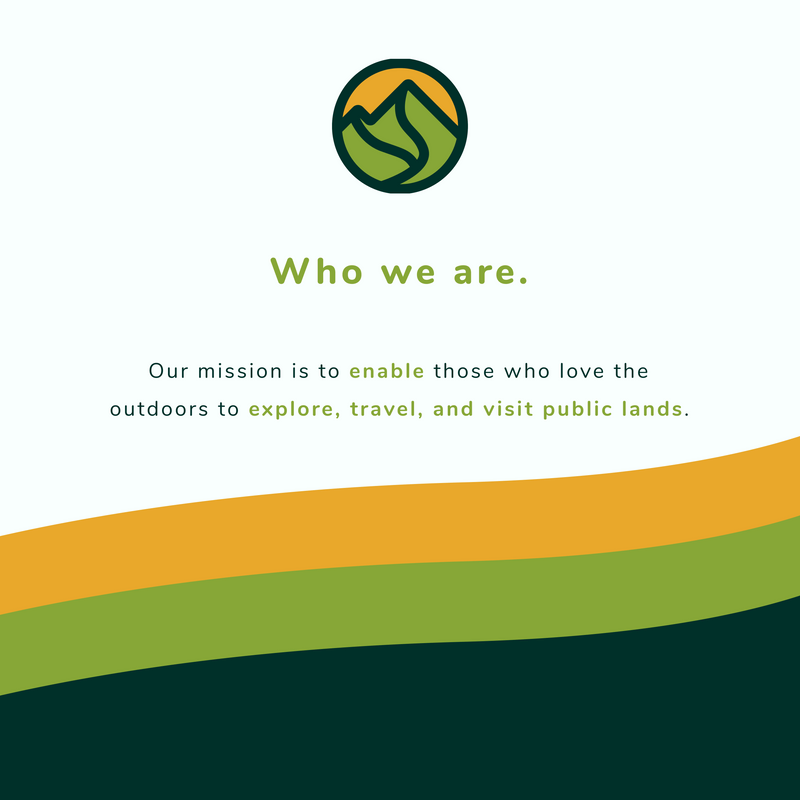 Who we are.
Our mission is to enable those who love the
outdoors to explore, travel, and visit public lands.